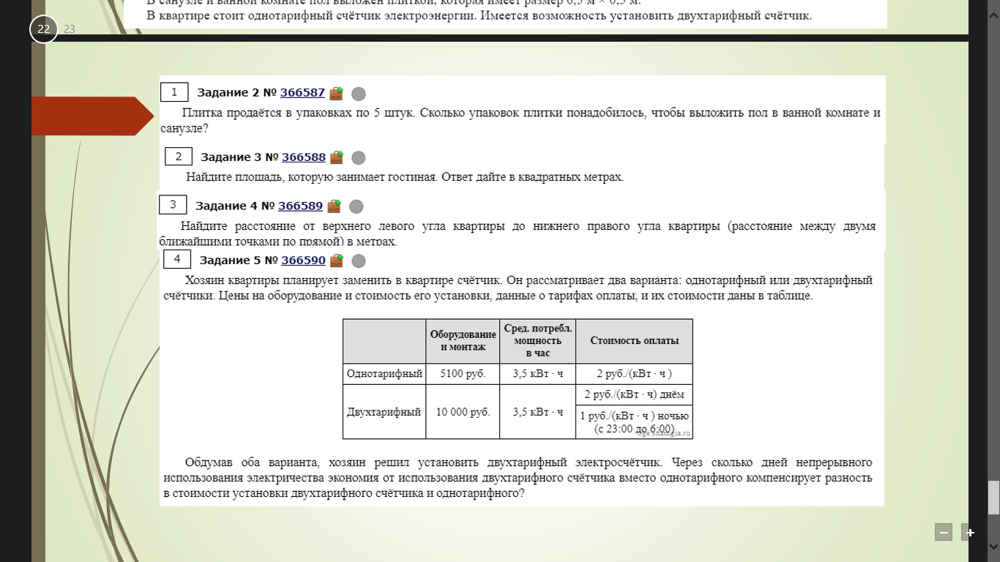 В санузле и ванной комнате пол выложен плиткой, которая имеет размер 0,5 м × 0,5 м.
В квартире стоит однотарифный счётчик электроэнергии. Имеется возможность установить двухтарифный счётчик.
22 23
1 Задание 2 № 366587
Плитка продаётся в упаковках по 5 штук. Сколько упаковок плитки понадобилось, чтобы выложить пол в ванной комнате и
санузле?
2 Задание 3 № 366588
Найдите площадь, которую занимает гостиная. Ответ дайте в квадратных метрах.
3 Задание 4 № 366589
Найдите расстояние от верхнего левого угла квартиры до нижнего правого угла квартиры (расстояние между двумя
ближайшими точками по прямой) в метрах.
4 Задание 5 № 366590
Хозяин квартиры планирует заменить в квартире счётчик. Он рассматривает два варианта: однотарифный или двухтарифный
счётчики. Цены на оборудование и стоимость его установки, данные о тарифах оплаты, и их стоимости даны в таблице.
Оборудование
и монтаж
Сред. потребл.
мощность
в час
Стоимость оплаты
Однотарифный 5100 руб. 3,5 кВт · ч 2 руб./(кВт · ч )
Двухтарифный 10 000 руб. 3,5 кВт · ч
2 руб./(кВт · ч) днём
1 руб./(кВт · ч ) ночью
(с 23:00 до 6:00)
oge.sdamgia.ru
Обдумав оба варианта, хозяин решил установить двухтарифный электросчётчик. Через сколько дней непрерывного
использования электричества экономия от использования двухтарифного счётчика вместо однотарифного компенсирует разность
в стоимости установки двухтарифного счётчика и однотарифного?